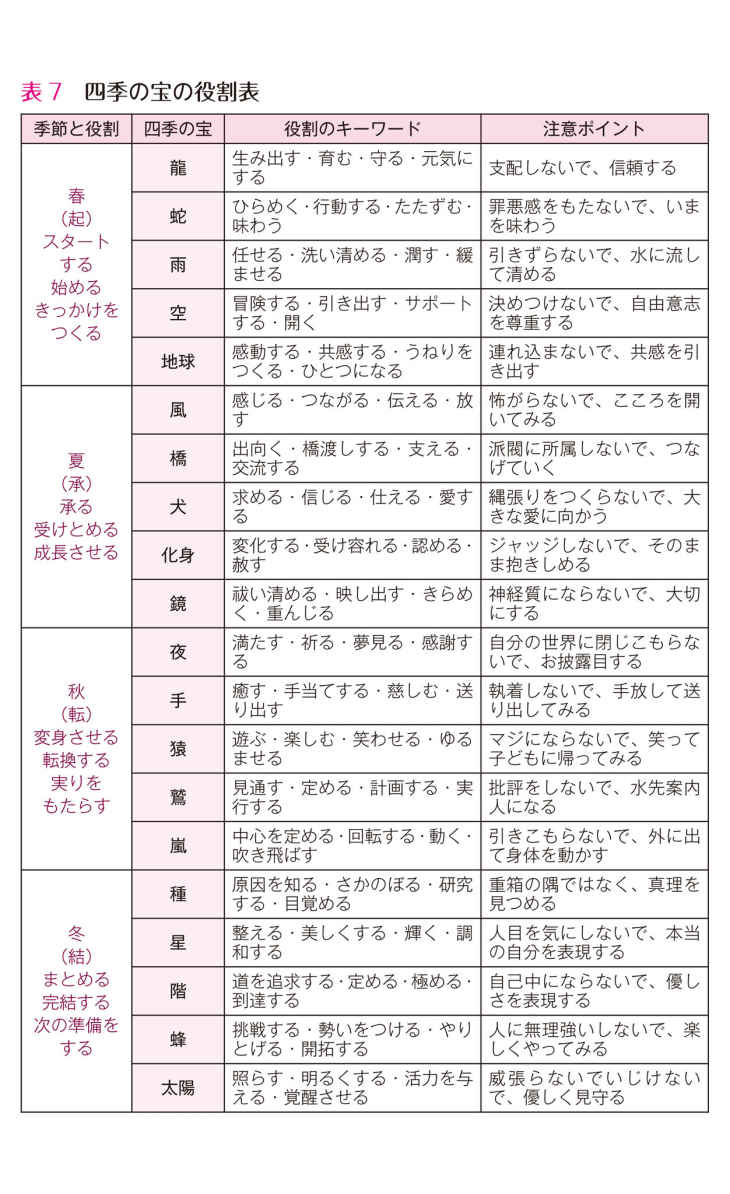 表7 四季の宝の役割表
季節と役割 四季の宝 役割のキーワード 注意ポイント
春
（起）
スタート
する
始める
きっかけを
つくる
龍
生み出す・育む・守る・元気に
する
支配しないで、信頼する
蛇
ひらめく・行動する・たたずむ・
味わう
罪悪感をもたないで、いま
を味わう
雨
任せる・洗い清める・潤す・緩
ませる
引きずらないで、水に流し
て清める
空
冒険する・引き出す・サポート
する・開く
決めつけないで、自由意志
を尊重する
地球
感動する・共感する・うねりを
つくる・ひとつになる
連れ込まないで、共感を引
き出す
夏
（承）
承る
受けとめる
成長させる
風
感じる・つながる・伝える・放
す
怖がらないで、こころを開
いてみる
橋
出向く・橋渡しする・支える・
交流する
派閥に所属しないで、つな
げていく
犬
求める・信じる・仕える・愛す
る
縄張りをつくらないで、大
きな愛に向かう
化身
変化する・受け容れる・認める・
赦す
ジャッジしないで、そのま
ま抱きしめる
鏡
祓い清める・映し出す・きらめ
く・重んじる
神経質にならないで、大切
にする
秋
（転）
変身させる
転換する
実りを
もたらす
夜
満たす・祈る・夢見る・感謝す
る
自分の世界に閉じこもらな
いで、お披露目する
手
癒す・手当てする・慈しむ・送
り出す
執着しないで、手放して送
り出してみる
猿
遊ぶ・楽しむ・笑わせる・ゆる
ませる
マジにならないで、笑って
子どもに帰ってみる
鷲
見通す・定める・計画する・実
行する
批評をしないで、水先案内
人になる
嵐
中心を定める・回転する・動く・
吹き飛ばす
引きこもらないで、外に出
て身体を動かす
冬
（結）
まとめる
完結する
次の準備を
する
種
原因を知る・さかのぼる・研究
する・目覚める
重箱の隅ではなく、真理を
見つめる
星
整える・美しくする・輝く・調
和する
人目を気にしないで、本当
の自分を表現する
階
道を追求する・定める・極める・
到達する
自己中にならないで、優し
さを表現する
蜂
挑戦する・勢いをつける・やり
とげる・開拓する
人に無理強いしないで、楽
しくやってみる
太陽
照らす・明るくする・活力を与
える・覚醒させる
威張らないでいじけない
で、優しく見守る